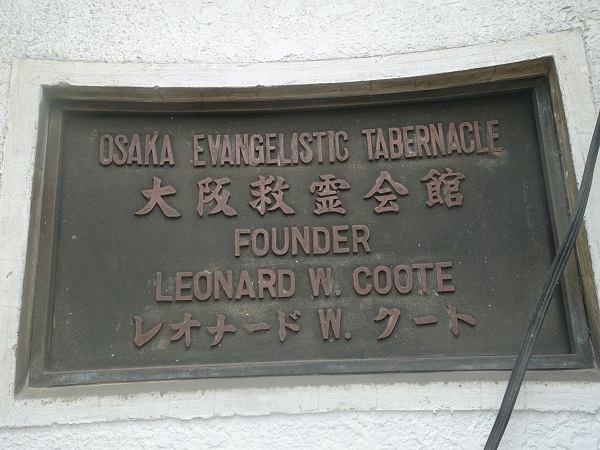 OSAKA EVANGELISTIC TABERNACLE
大阪救霊会館
FOUNDER
LEONARD W. COOTE
レオナード W. クート